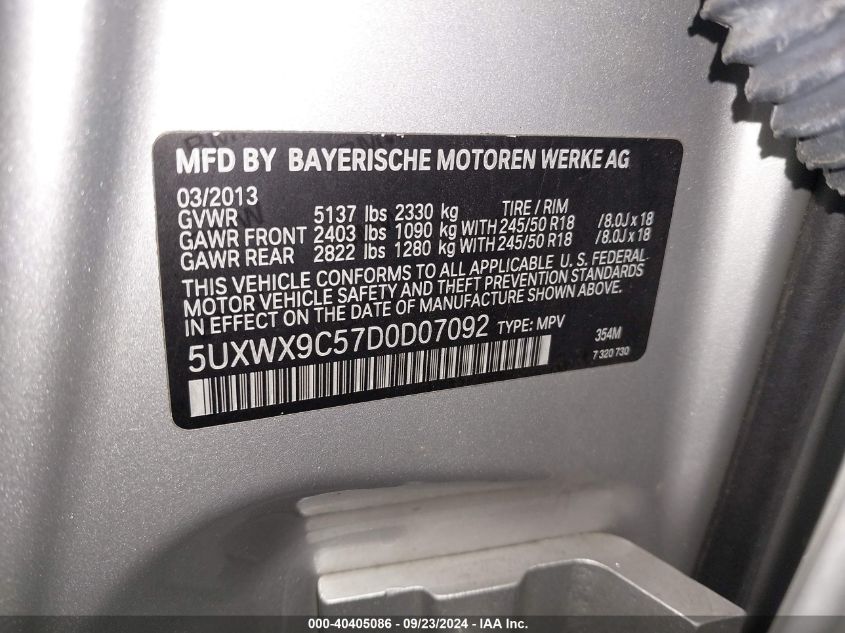 MFD BY BAYERISCHE MOTOREN WERKE AG
03/2013
GVWR 5137 lbs 2330 kg TIRE / RIM
GAWR FRONT 2403 lbs 1090 kg WITH 245/50 R18 / 8.0J x 18
GAWR REAR 2822 lbs 1280 kg WITH 245/50 R18 / 8.0J x 18
THIS VEHICLE CONFORMS TO ALL APPLICABLE U. S. FEDERAL
MOTOR VEHICLE SAFETY AND THEFT PREVENTION STANDARDS
IN EFFECT ON THE DATE OF MANUFACTURE SHOWN ABOVE.
5UXWX9C57D0D07092 TYPE: MPV 354M
7 320 730
000-40405086 - 09/23/2024 - IAA Inc.